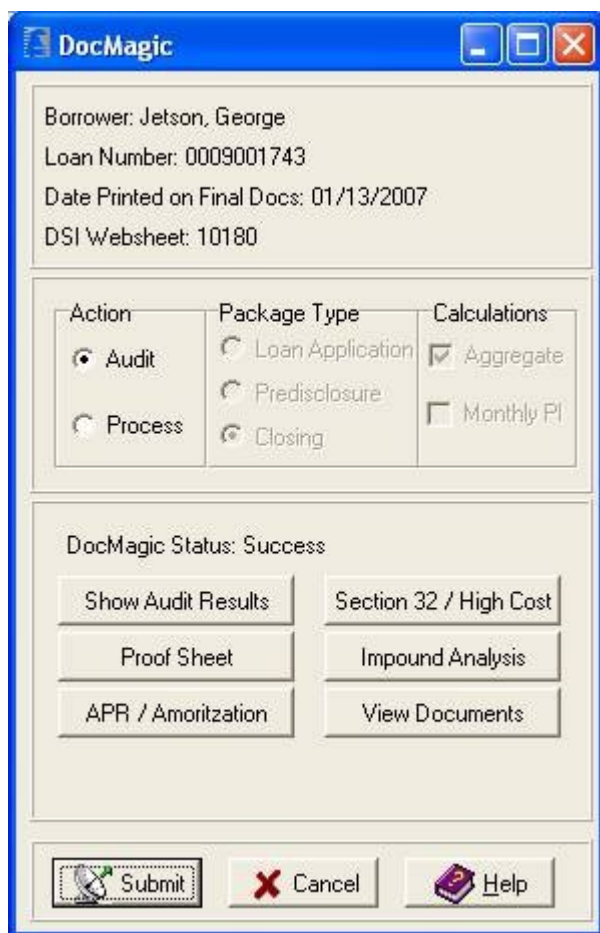 DocMagic
Borrower: Jetson, George
Loan Number: 0009001743
Date Printed on Final Docs: 01/13/2007
DSI Websheet: 10180
Action
Audit
Process
Package Type
Loan Application
Predisclosure
Closing
Calculations
Aggregate
Monthly PI
DocMagic Status: Success
Show Audit Results
Section 32 / High Cost
Proof Sheet
Impound Analysis
APR / Amoritzation
View Documents
Submit
Cancel
Help